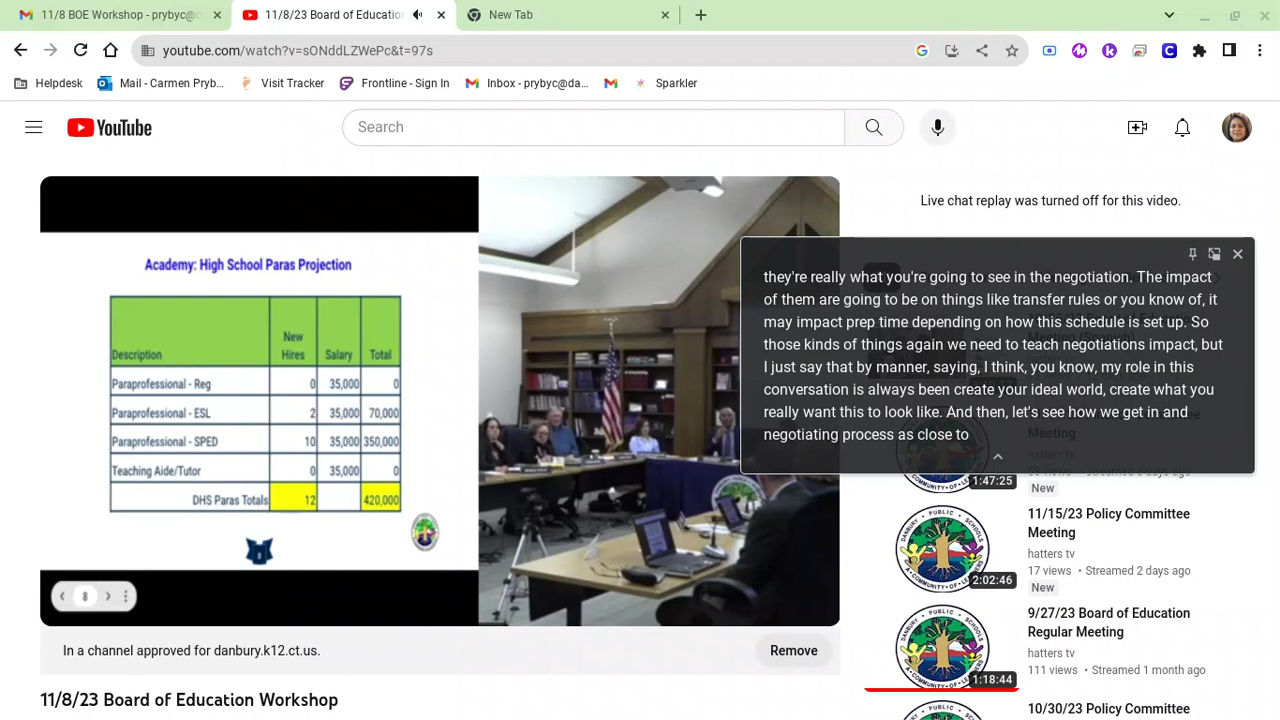 11/8 BOE Workshop - prybyc@d
11/8/23 Board of Education
New Tab
youtube.com/watch?v=sONddLZWePc&t=97s
Helpdesk
Mail - Carmen Pryb...
Visit Tracker
Frontline - Sign In
Inbox - prybyc@da...
Sparkler
YouTube
Search
Live chat replay was turned off for this video.
Academy: High School Paras Projection
Description New Hires Salary Total
Paraprofessional - Reg 0 35,000 0
Paraprofessional - ESL 2 35,000 70,000
Paraprofessional - SPED 10 35,000 350,000
Teaching Aide/Tutor 0 35,000 0
DHS Paras Totals 12 420,000
8
they're really what you're going to see in the negotiation. The impact
of them are going to be on things like transfer rules or you know of, it
may impact prep time depending on how this schedule is set up. So
those kinds of things again we need to teach negotiations impact, but
I just say that by manner, saying, I think, you know, my role in this
conversation is always been create your ideal world, create what you
really want this to look like. And then, let's see how we get in and
negotiating process as close to
Meeting
hatters tv
1:47:25
New
11/15/23 Policy Committee
Meeting
hatters tv
17 views • Streamed 2 days ago
New
2:02:46
9/27/23 Board of Education
Regular Meeting
hatters tv
111 views • Streamed 1 month ago
1:18:44
10/30/23 Policy Committee
In a channel approved for danbury.k12.ct.us.
Remove
11/8/23 Board of Education Workshop